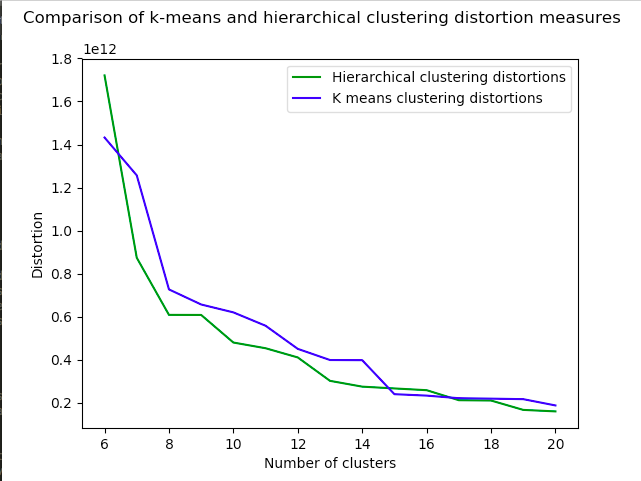 Comparison of k-means and hierarchical clustering distortion measures
1e12
1.8
1.6
1.4
1.2
1.0
0.8
0.6
0.4
0.2
Distortion
Hierarchical clustering distortions
K means clustering distortions
6 8 10 12 14 16 18 20
Number of clusters